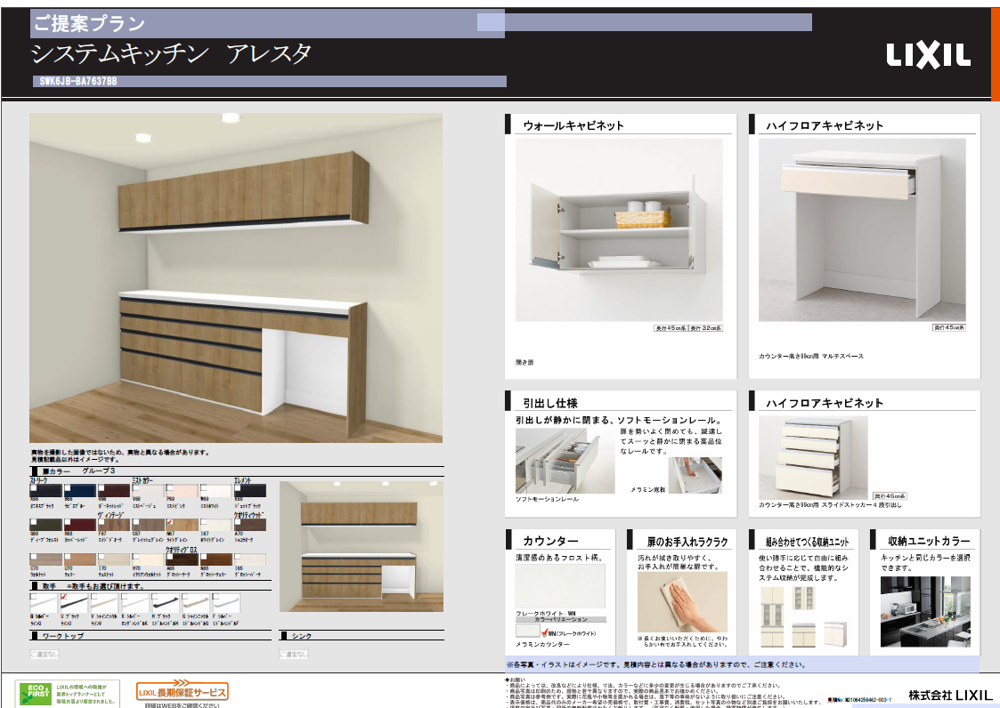 ご提案プラン
システムキッチン アレスタ
SWK6JB-BA7637BB
LIXIL
実物を撮影した画像ではないため、実物と異なる場合があります。
見積記載品以外はイメージです。
扉カラー グループ3
ストリーク
ミストカラー
エレメント
ヴィンテージ
クオリティウッド
クオリティグロス
取手 ※取手もお選び頂けます。
Q シルバー
U ブラック
H ブラック
ラインQ
ラインU
ラインV
ワークトップ
シンク
ご選定なし
ご選定なし
ウォールキャビネット
奥行45cm系 奥行32cm系
開き扉
ハイフロアキャビネット
奥行45cm系
カウンター高さ99cm用 マルチスペース
引出し仕様
引出しが静かに閉まる、ソフトモーションレール。
扉を勢いよく閉めても、減速し
てスーッと静かに閉まる高品位
なレールです。
メラミン底板
ソフトモーションレール
ハイフロアキャビネット
奥行45cm系
カウンター高さ99cm用 スライドストッカー4段引出し
カウンター
清潔感のあるフロスト柄。
フレークホワイト:WN
カラーバリエーション
WN(フレークホワイト)
メラミンカウンター
扉のお手入れラクラク
汚れが拭き取りやすく、
お手入れが簡単な扉です。
※長くお使いいただくために、やわ
らかい布でお手入れしてください。
組み合わせてつくる収納ユニット
使い勝手に応じて自由に組み
合わせることで、機能的なシ
ステム収納が完成します。
収納ユニットカラー
キッチンと同じカラーを選択
できます。
※各写真・イラストはイメージです。見積内容とは異なる場合がありますので、ご注意ください。
ECO FIRST
LIXILの環境への取組が
業界トップランナーとして
環境大臣より認定されました。
LIXIL長期保証サービス
詳細はWEBをご確認ください
◆お願い
・商品によっては、改良などにより仕様、寸法、カラーなどに多少の変更が生じる場合がありますのでご了承ください。
・商品写真は印刷のため、現物と若干異なりますので、実際の商品見本でお確かめください。
・商品写真は参考例です。実際に花瓶や小物等を置かれる場合は、落下等の事故がないように取り扱いにご注意ください。
・表示価格は、商品代のみのメーカー希望小売価格で、取付費・工事費、消費税、セット写真の小物など別途ご負担をお願いいたします。
見積No:M21064256462-003-1
株式会社 LIXIL